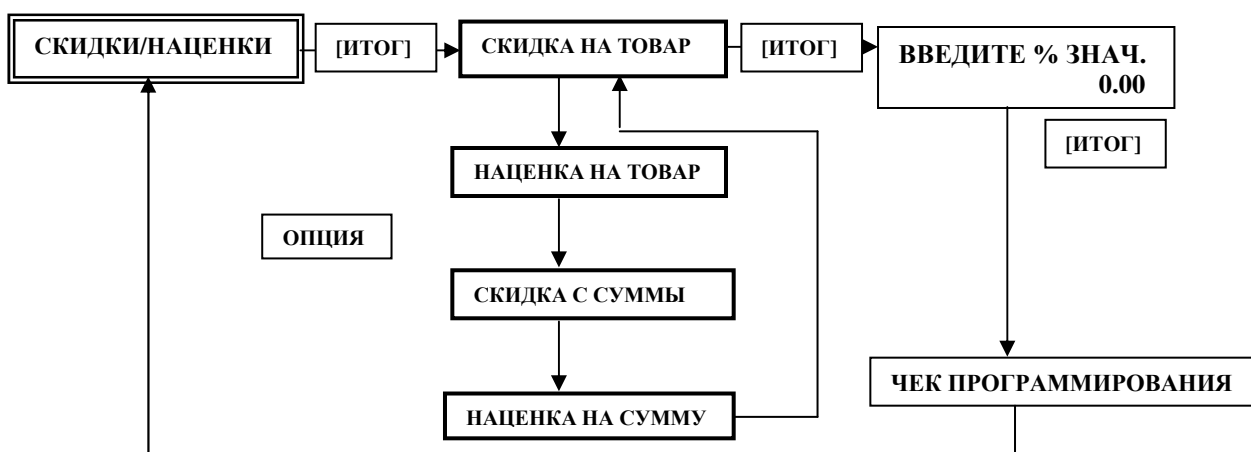 СКИДКИ/НАЦЕНКИ
[ИТОГ]
СКИДКА НА ТОВАР
[ИТОГ]
ВВЕДИТЕ % ЗНАЧ.
0.00
[ИТОГ]
НАЦЕНКА НА ТОВАР
ОПЦИЯ
СКИДКА С СУММЫ
ЧЕК ПРОГРАММИРОВАНИЯ
НАЦЕНКА НА СУММУ